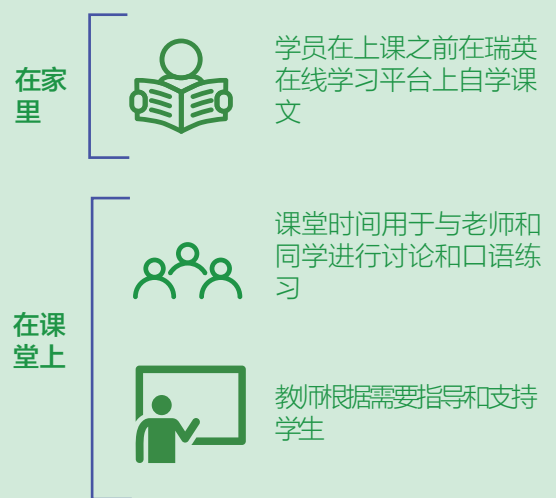 在家
里
学员在上课之前在瑞英
在线学习平台上自学课
文
在课
堂上
课堂时间用于与老师和
同学进行讨论和口语练
习
教师根据需要指导和支持
学生